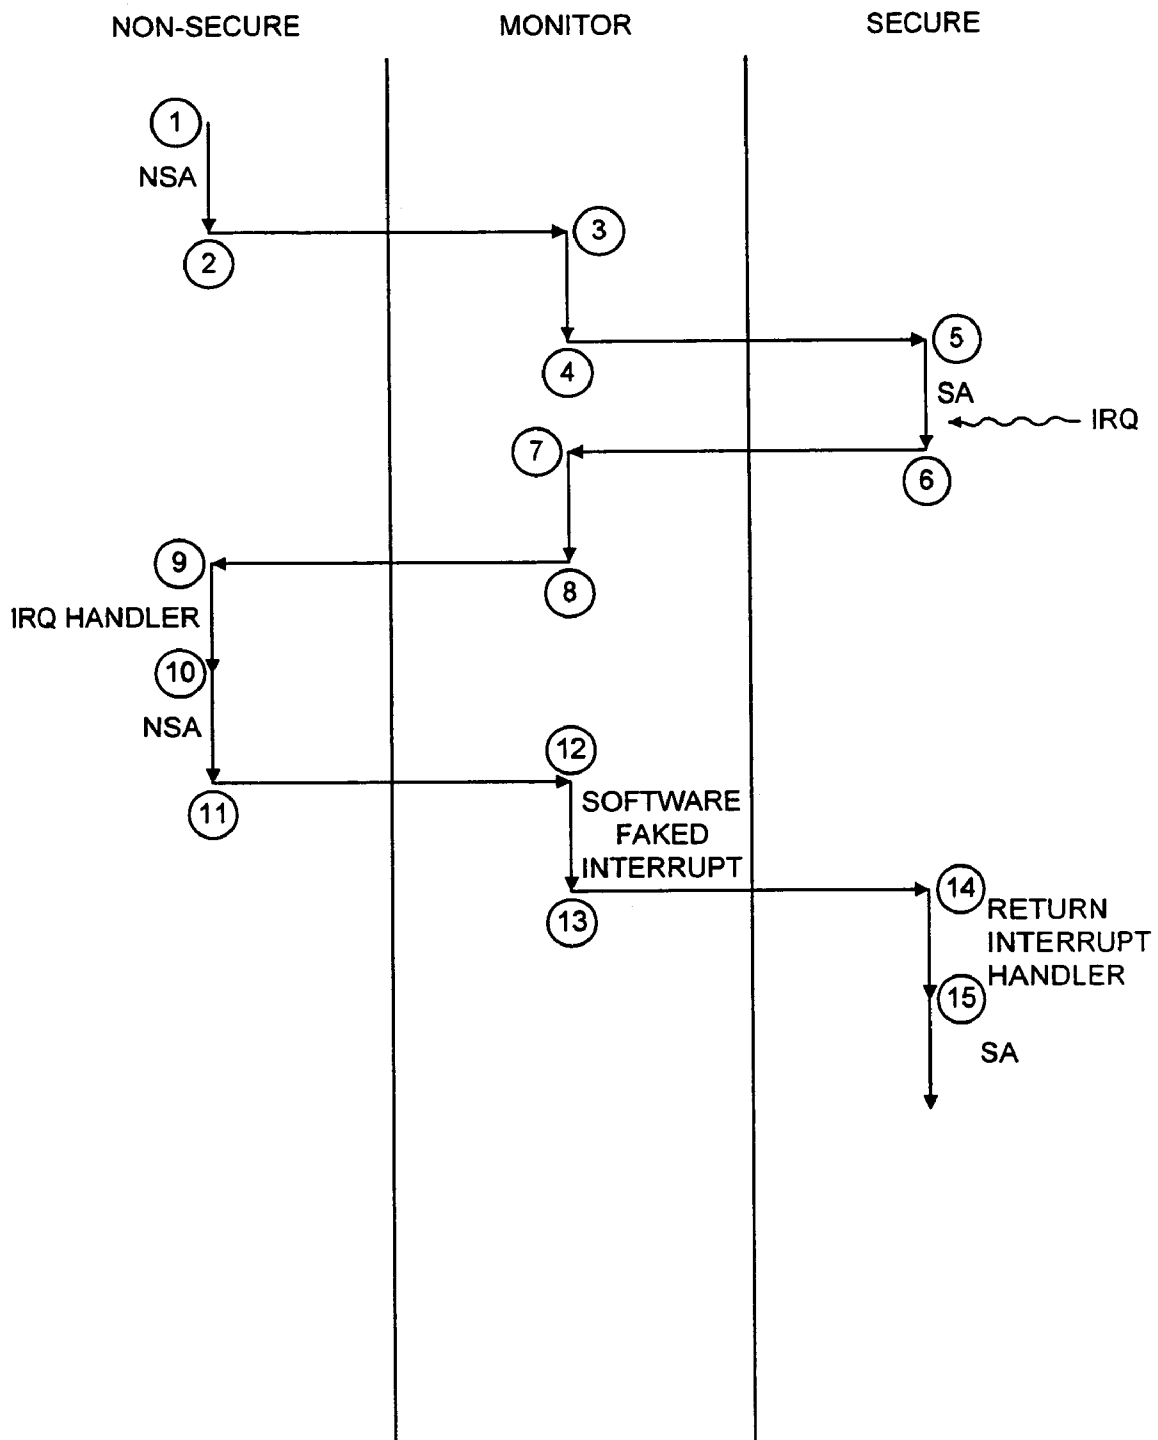 NON-SECURE MONITOR SECURE
1
NSA
2
3
4
5
SA
IRQ
6
7
8
9
IRQ HANDLER
10
NSA
11
12
SOFTWARE
FAKED
INTERRUPT
13
14
RETURN
INTERRUPT
HANDLER
15
SA